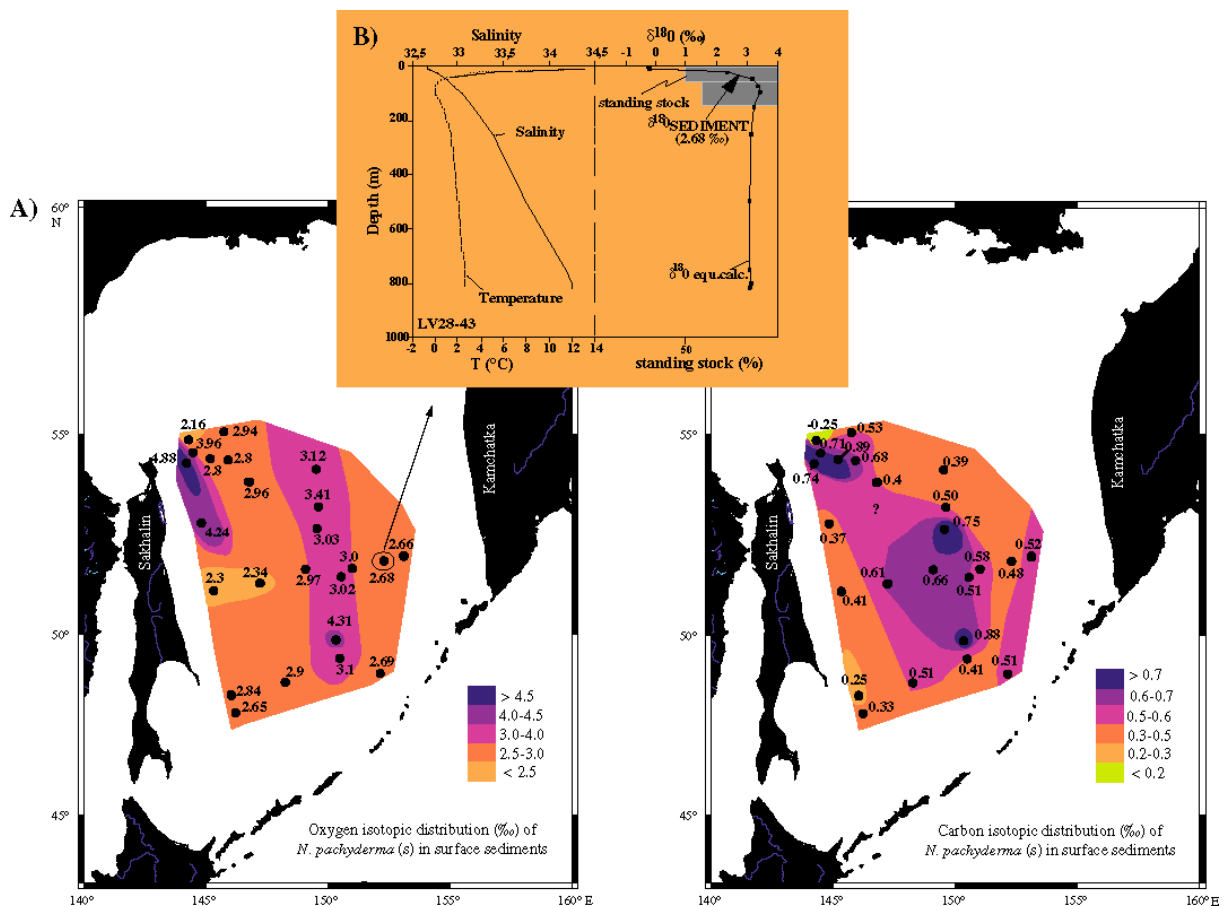 B)
Salinity
δ¹⁸0 (‰)
32,5 33 33,5 34 34,5 -1 0 1 2 3 4
0
200
400
600
800
1000
Depth (m)
standing stock
δ¹⁸0SEDIMENT
(2.68 ‰)
Salinity
δ¹⁸0 equ.calc.
Temperature
LV28-43
-2 0 2 4 6 8 10 12 14 50
T (°C)
standing stock (%)
A)
60°
N
55°
50°
45°
140° 145° 150° 155° 160° E
Sakhalin
Kamchatka
2.16
2.94
3.96
4.88
2.8
2.8
2.96
3.12
3.41
4.24
3.03
3.0
2.66
2.97
2.68
3.02
2.3
2.34
4.31
3.1
2.9
2.69
2.84
2.65
> 4.5
4.0-4.5
3.0-4.0
2.5-3.0
< 2.5
Oxygen isotopic distribution (‰) of
N. pachyderma (s) in surface sediments
Sakhalin
Kamchatka
-0.25
0.53
0.71
0.89
0.68
0.74
0.4
0.39
0.50
?
0.75
0.37
0.58
0.52
0.66
0.48
0.61
0.51
0.41
0.88
0.41
0.51
0.51
0.25
0.33
> 0.7
0.6-0.7
0.5-0.6
0.3-0.5
0.2-0.3
< 0.2
Carbon isotopic distribution (‰) of
N. pachyderma (s) in surface sediments
140° 145° 150° 155° 160° E